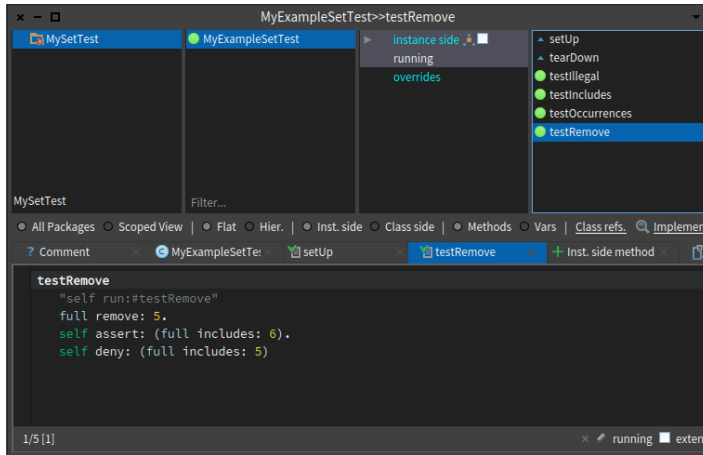 MyExampleSetTest>>testRemove
MySetTest
MyExampleSetTest
instance side
running
overrides
setUp
tearDown
testIllegal
testIncludes
testOccurrences
testRemove
MySetTest
Filter...
All Packages Scoped View | Flat Hier. | Inst. side Class side | Methods Vars | Class refs. Implemen
? Comment MyExampleSetTe: setUp testRemove Inst. side method
testRemove
"self run:#testRemove"
full remove: 5.
self assert: (full includes: 6).
self deny: (full includes: 5)
1/5 [1] running exten